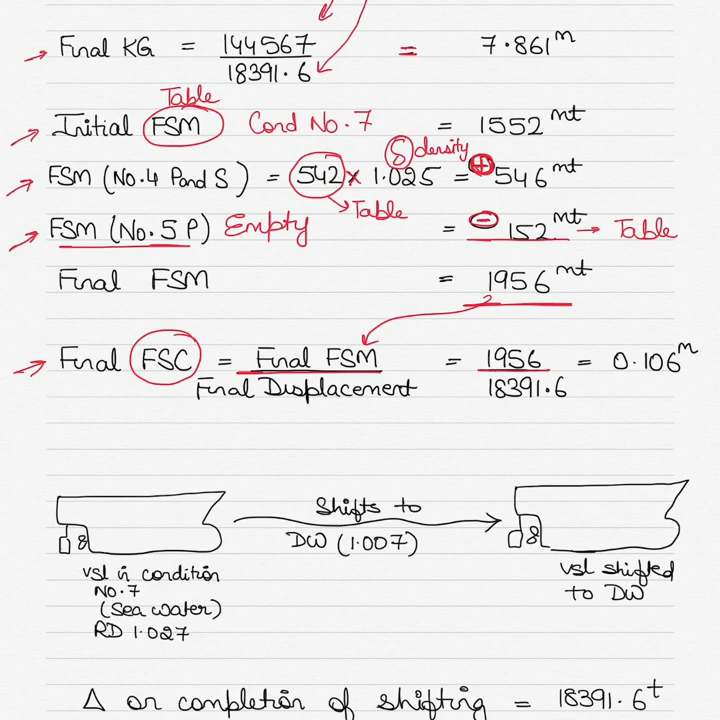 Final KG = 144567 / 18391.6 = 7.861 m
Table
Initial FSM Cond No. 7 = 1552 mt
δ density
FSM (No. 4 P and S) = 542 × 1.025 = + 546 mt
Table
FSM (No. 5 P) Empty = - 152 mt → Table
Final FSM = 1956 mt
Final FSC = Final FSM / Final Displacement = 1956 / 18391.6 = 0.106 m
Shifts to
DW (1.007)
vsl in condition
No. 7
(Sea water)
RD 1.027
vsl shifted
to DW
Δ on completion of shifting = 18391.6 t